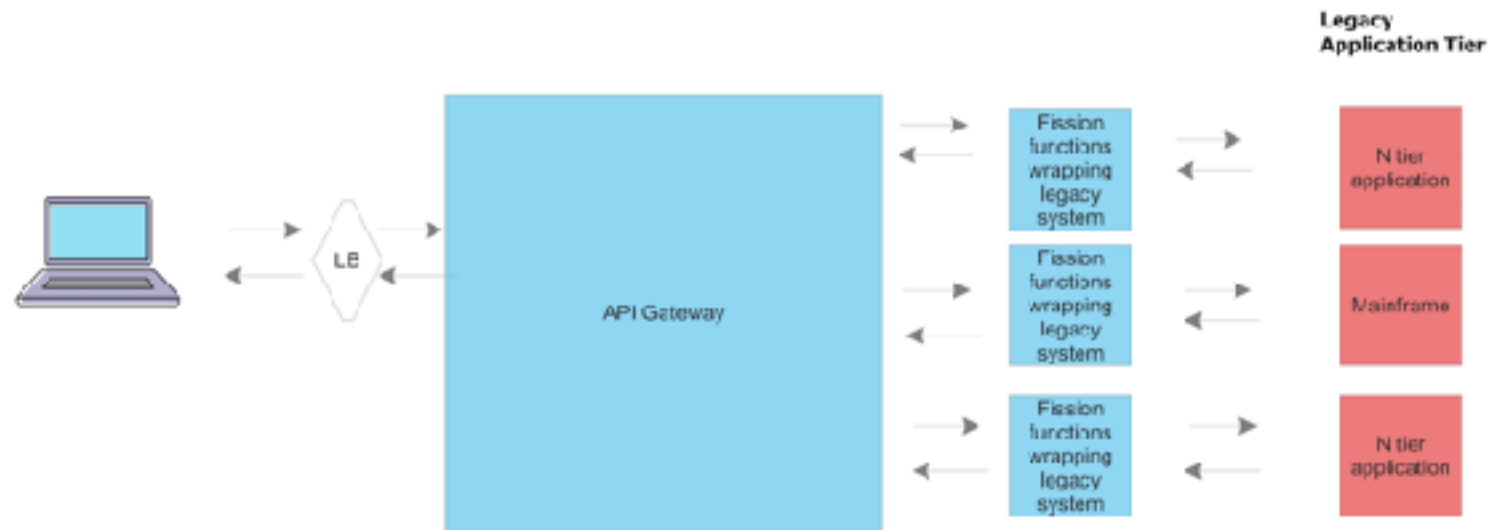 Legacy
Application Tier
Fission
functions
wrapping
legacy
system
N tier
application
LB
API Gateway
Fission
functions
wrapping
legacy
system
Mainframe
Fission
functions
wrapping
legacy
system
N tier
application